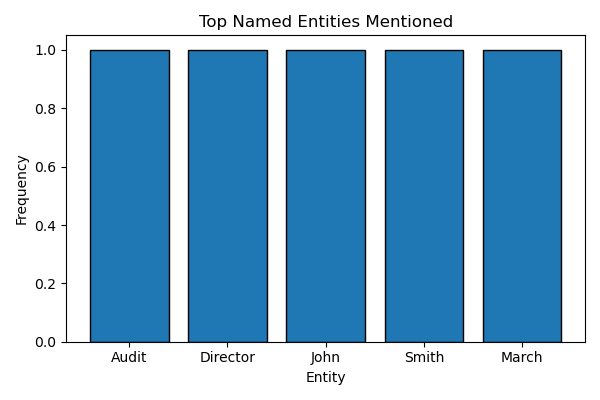 Top Named Entities Mentioned
1.0
0.8
0.6
0.4
0.2
0.0
Frequency
Audit Director John Smith March
Entity